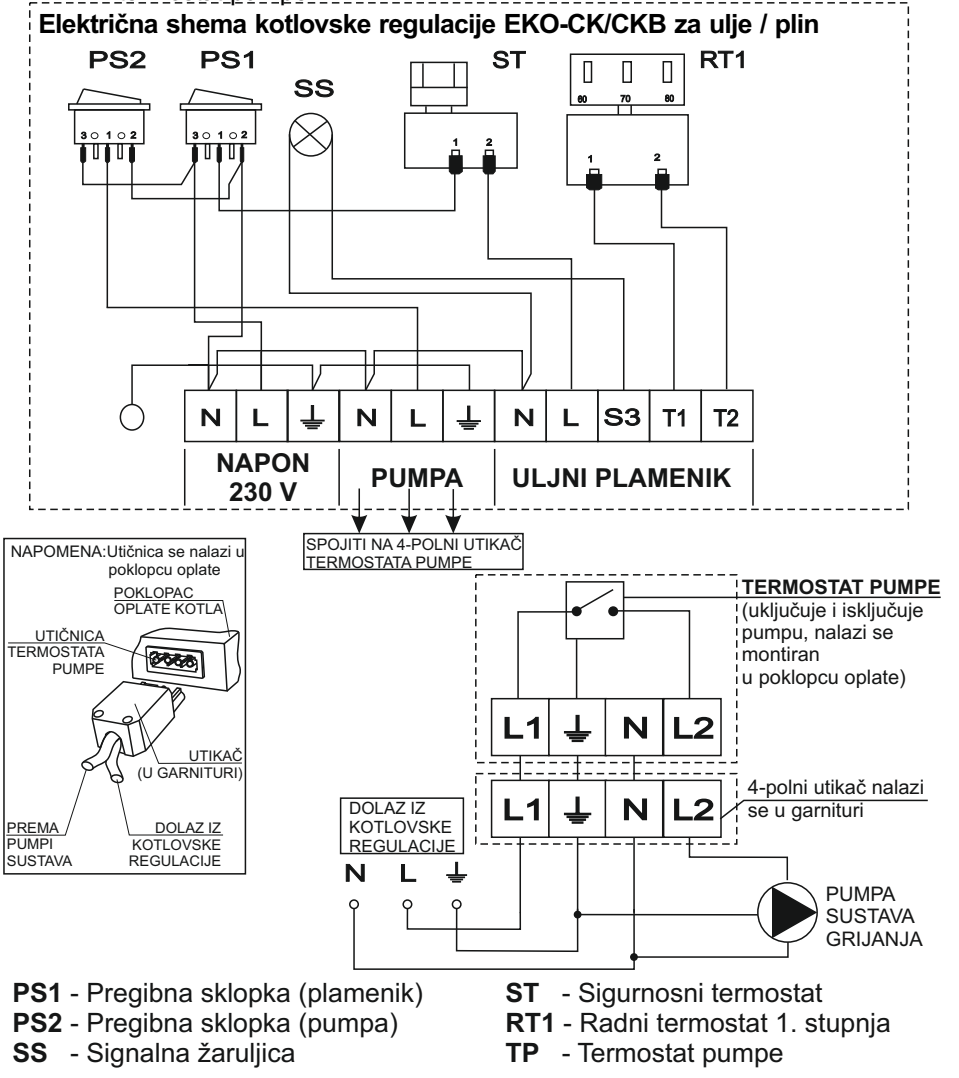 Električna shema kotlovske regulacije EKO-CK/CKB za ulje / plin
PS2 PS1 SS ST RT1
60 70 80
3 1 2 3 1 2
1 2
1 2
N L N L N L S3 T1 T2
NAPON
230 V
PUMPA
ULJNI PLAMENIK
SPOJITI NA 4-POLNI UTIKAČ
TERMOSTATA PUMPE
NAPOMENA:Utičnica se nalazi u
poklopcu oplate
POKLOPAC
OPLATE KOTLA
UTIČNICA
TERMOSTATA
PUMPE
UTIKAČ
(U GARNITURI)
PREMA
PUMPI
SUSTAVA
DOLAZ IZ
KOTLOVSKE
REGULACIJE
TERMOSTAT PUMPE
(uključuje i isključuje
pumpu, nalazi se
montiran
u poklopcu oplate)
L1 N L2
L1 N L2
4-polni utikač nalazi
se u garnituri
DOLAZ IZ
KOTLOVSKE
REGULACIJE
N L
PUMPA
SUSTAVA
GRIJANJA
PS1 - Pregibna sklopka (plamenik)
PS2 - Pregibna sklopka (pumpa)
SS - Signalna žaruljica
ST - Sigurnosni termostat
RT1 - Radni termostat 1. stupnja
TP - Termostat pumpe